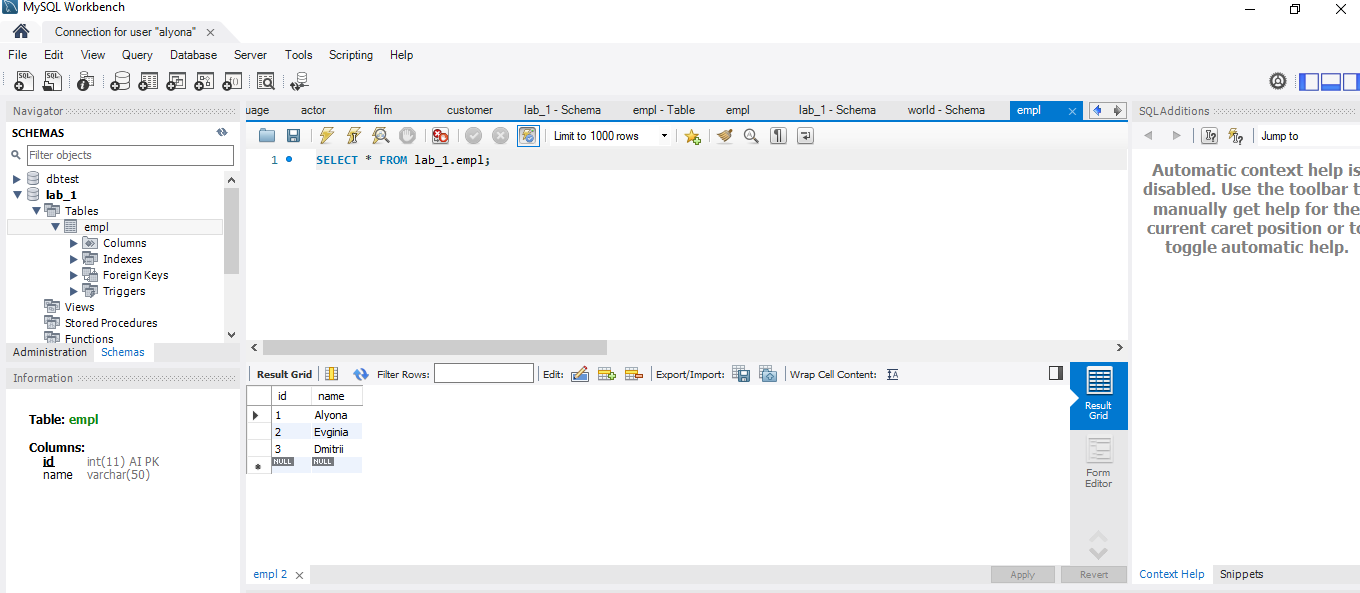 MySQL Workbench
Connection for user "alyona"
File Edit View Query Database Server Tools Scripting Help
Navigator
SCHEMAS
Filter objects
dbtest
lab_1
Tables
empl
Columns
Indexes
Foreign Keys
Triggers
Views
Stored Procedures
Functions
Administration Schemas
Information
Table: empl
Columns:
id int(11) AI PK
name varchar(50)
uage actor film customer lab_1 - Schema empl - Table empl lab_1 - Schema world - Schema empl
Limit to 1000 rows
1 SELECT * FROM lab_1.empl;
Result Grid Filter Rows: Edit: Export/Import: Wrap Cell Content:
id name
1 Alyona
2 Evginia
3 Dmitrii
NULL NULL
Result
Grid
Form
Editor
empl 2
Apply Revert
SQLAdditions
Jump to
Automatic context help is
disabled. Use the toolbar t
manually get help for the
current caret position or to
toggle automatic help.
Context Help Snippets